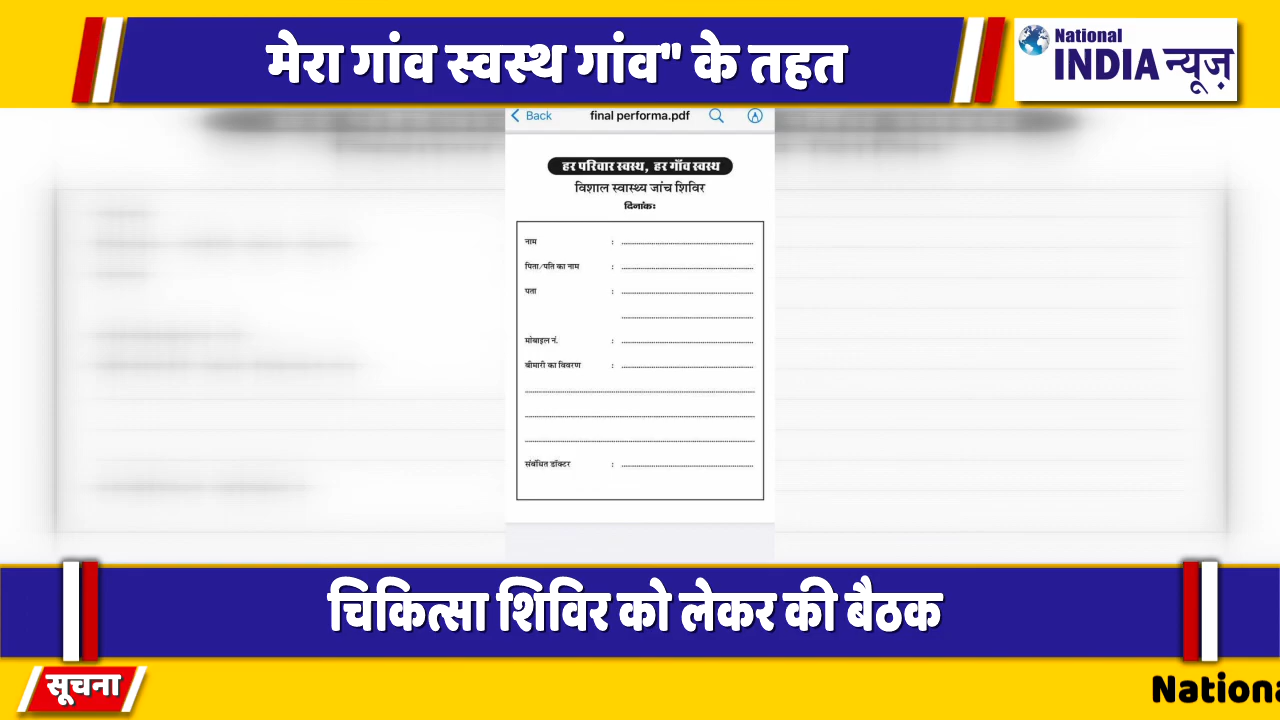 मेरा गांव स्वस्थ गांव" के तहत
National
INDIA न्यूज़
Back final performa.pdf
हर परिवार स्वस्थ, हर गाँव स्वस्थ
विशाल स्वास्थ्य जांच शिविर
दिनांकः
नाम :
पिता/पति का नाम :
पता :
मोबाइल नं. :
बीमारी का विवरण :
संबंधित डॉक्टर :
चिकित्सा शिविर को लेकर की बैठक
सूचना
Nationa